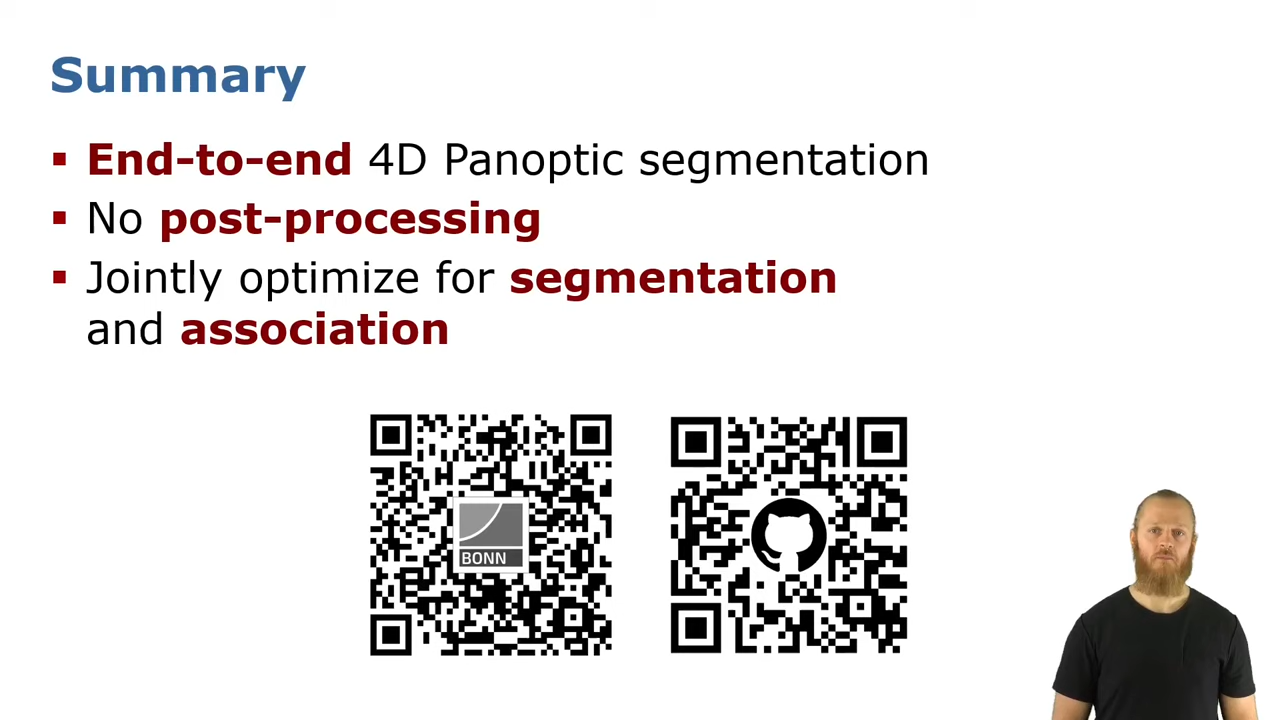 Summary
End-to-end 4D Panoptic segmentation
No post-processing
Jointly optimize for segmentation
and association
BONN